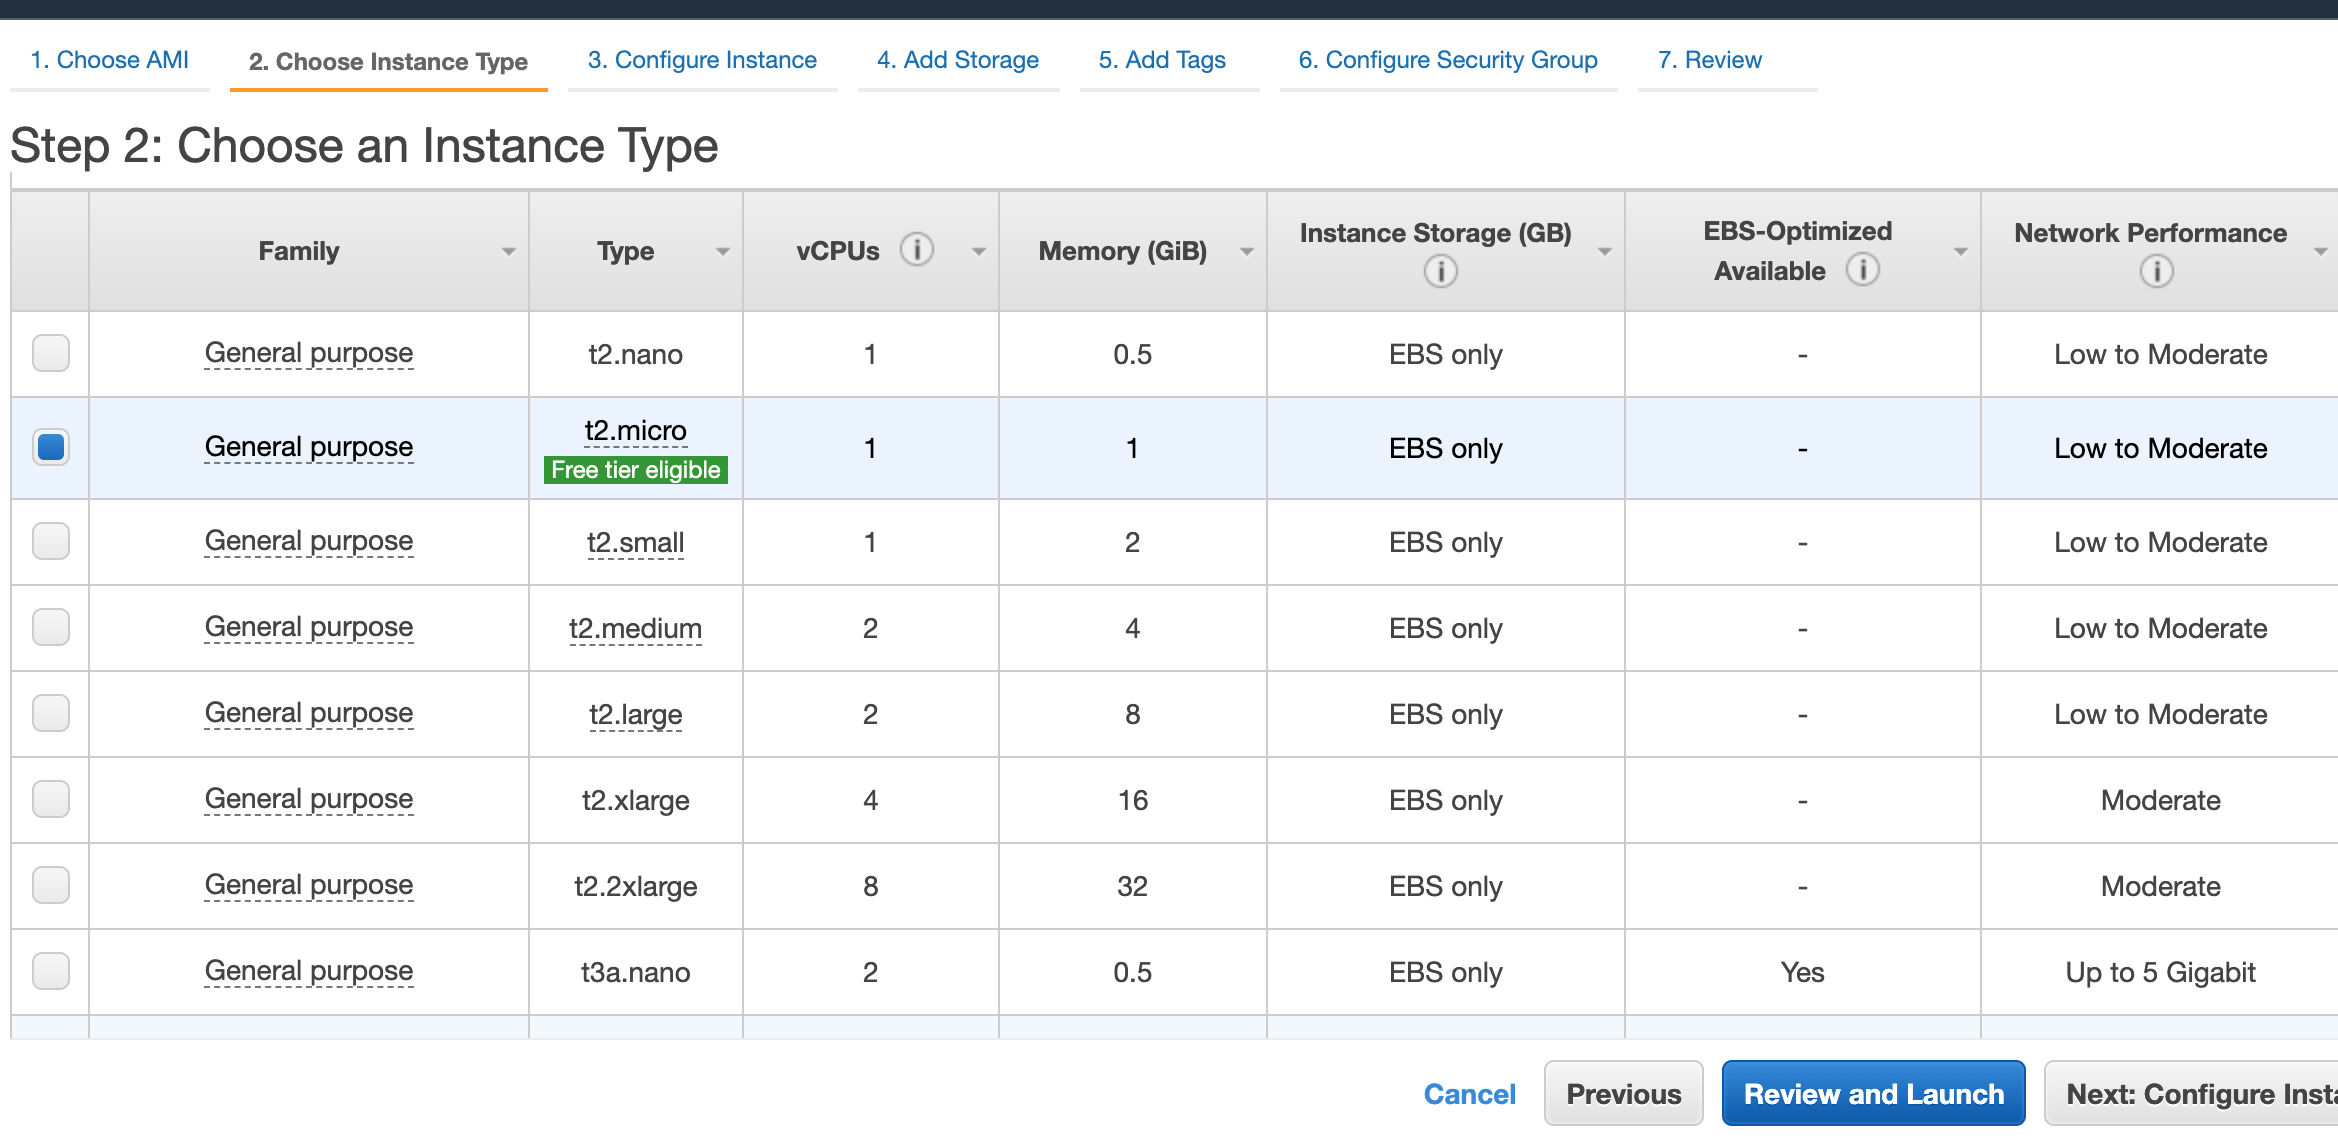 1. Choose AMI 2. Choose Instance Type 3. Configure Instance 4. Add Storage 5. Add Tags 6. Configure Security Group 7. Review
Step 2: Choose an Instance Type
Family Type vCPUs i Memory (GiB) Instance Storage (GB) i EBS-Optimized Available i Network Performance i
General purpose t2.nano 1 0.5 EBS only - Low to Moderate
General purpose t2.micro Free tier eligible 1 1 EBS only - Low to Moderate
General purpose t2.small 1 2 EBS only - Low to Moderate
General purpose t2.medium 2 4 EBS only - Low to Moderate
General purpose t2.large 2 8 EBS only - Low to Moderate
General purpose t2.xlarge 4 16 EBS only - Moderate
General purpose t2.2xlarge 8 32 EBS only - Moderate
General purpose t3a.nano 2 0.5 EBS only Yes Up to 5 Gigabit
Cancel Previous Review and Launch Next: Configure